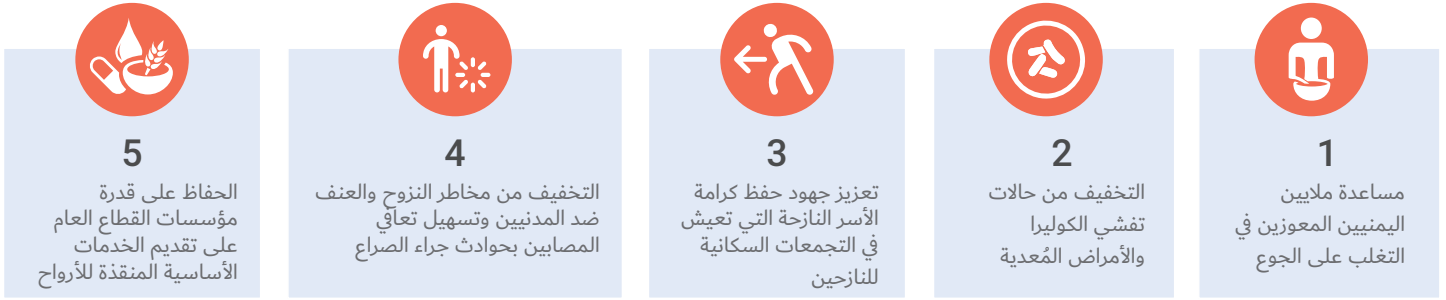 1
مساعدة ملايين
اليمنيين المعوزين في
التغلب على الجوع
2
التخفيف من حالات
تفشي الكوليرا
والأمراض المُعدية
3
تعزيز جهود حفظ كرامة
الأسر النازحة التي تعيش
في التجمعات السكانية
للنازحين
4
التخفيف من مخاطر النزوح والعنف
ضد المدنيين وتسهيل تعافي
المصابين بحوادث جراء الصراع
5
الحفاظ على قدرة
مؤسسات القطاع العام
على تقديم الخدمات
الأساسية المنقذة للأرواح